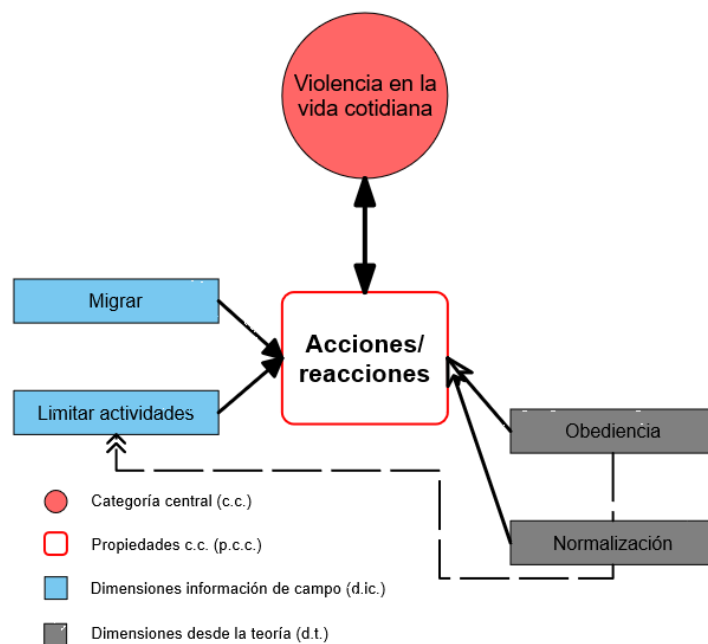 Violencia en la
vida cotidiana
Migrar
Acciones/
reacciones
Limitar actividades
Obediencia
Normalización
Categoría central (c.c.)
Propiedades c.c. (p.c.c.)
Dimensiones información de campo (d.ic.)
Dimensiones desde la teoría (d.t.)